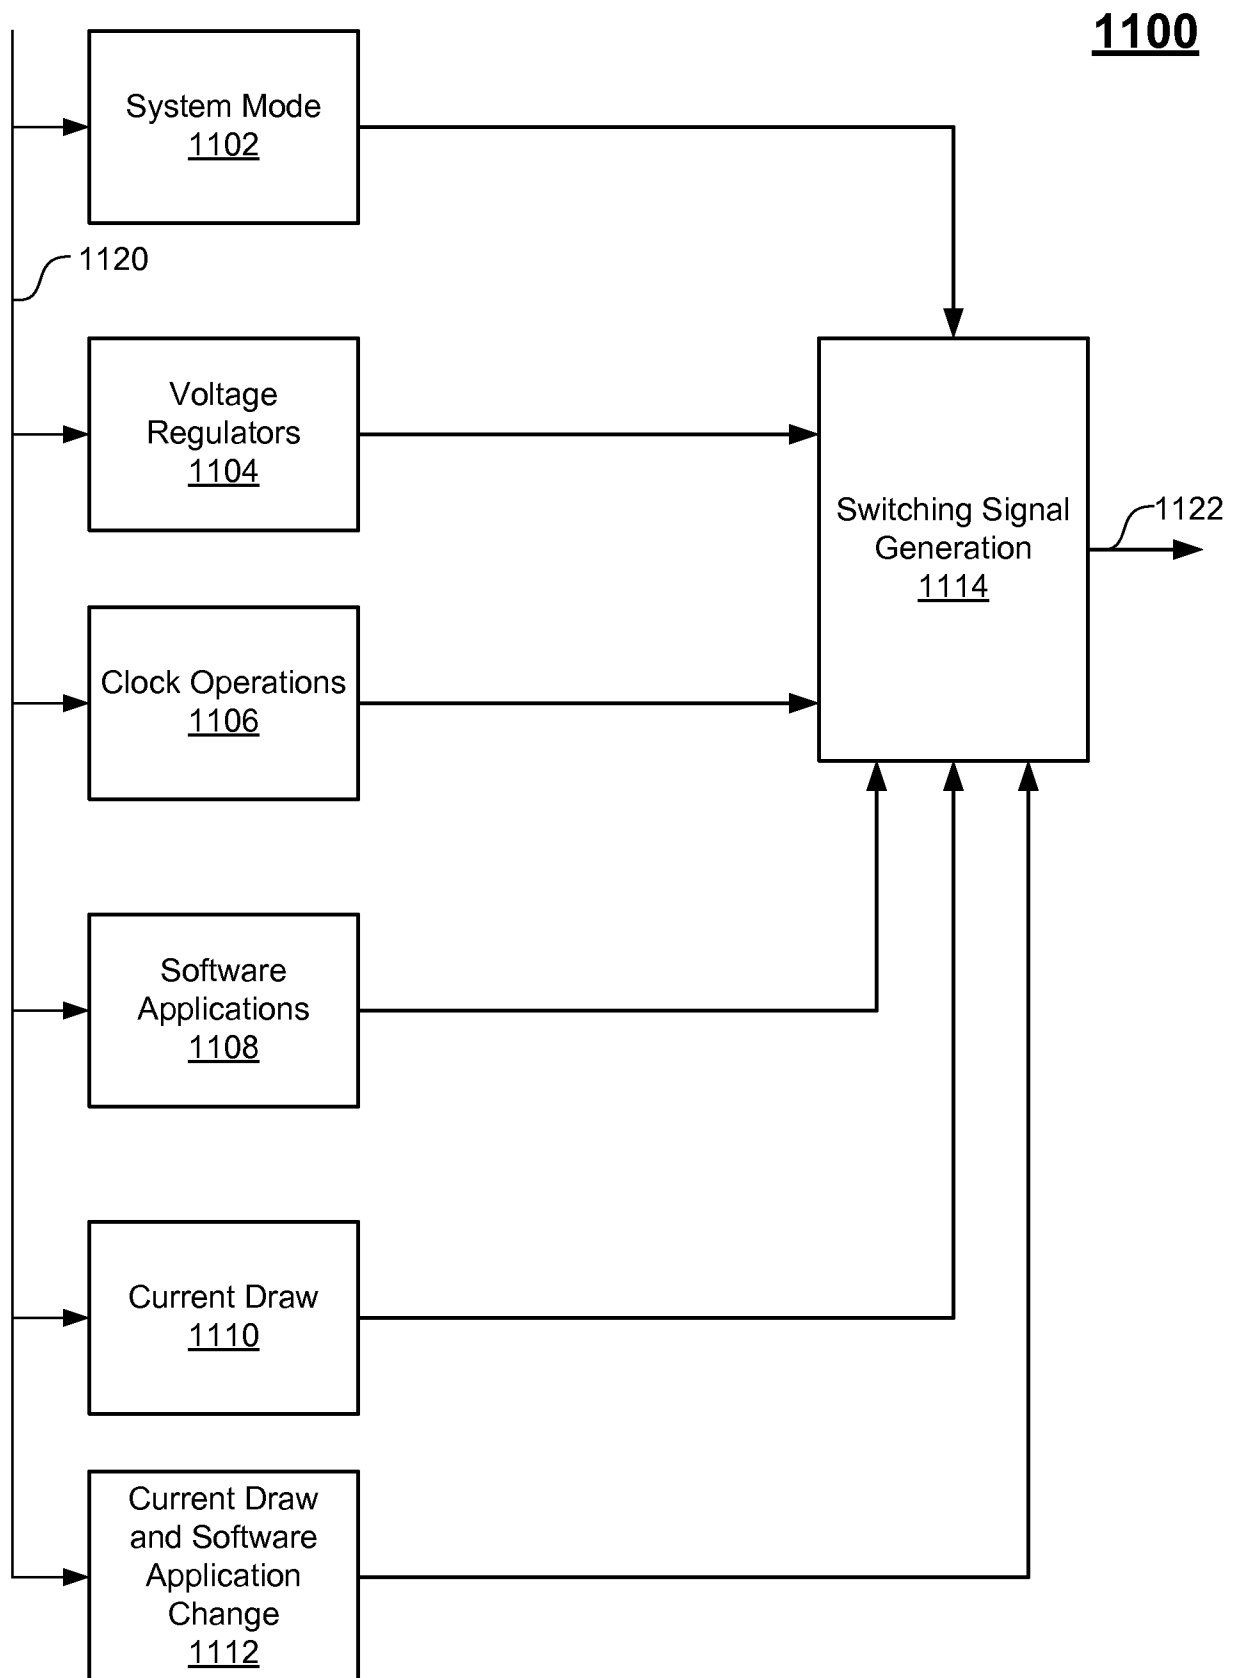 1100
System Mode
1102
1120
Voltage
Regulators
1104
1122
Switching Signal
Generation
1114
Clock Operations
1106
Software
Applications
1108
Current Draw
1110
Current Draw
and Software
Application
Change
1112